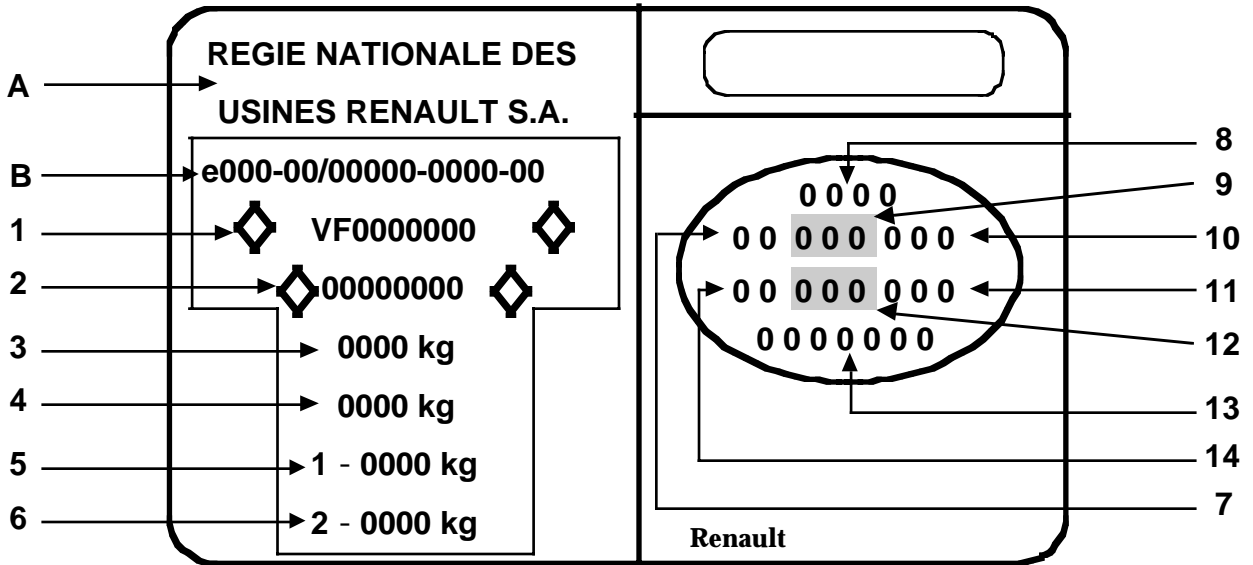 REGIE NATIONALE DES
A
USINES RENAULT S.A.
B
e000-00/00000-0000-00
1
VF0000000
2
00000000
3
0000 kg
4
0000 kg
5
1 - 0000 kg
6
2 - 0000 kg
8
0 0 0 0
9
0 0 0 0 0 0 0 0
10
0 0 0 0 0 0 0 0
11
12
0 0 0 0 0 0 0
13
14
7
Renault